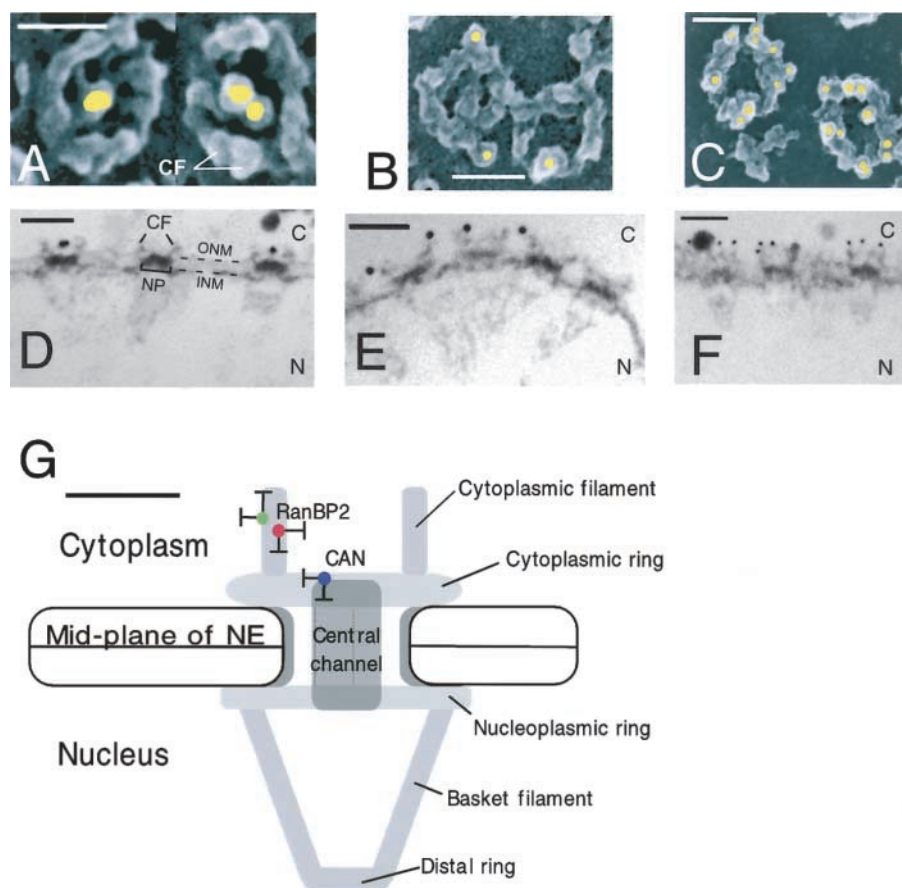 A
CF
B
C
D
CF
C
ONM
NP
INM
N
E
C
N
F
C
N
G
Cytoplasm
RanBP2
CAN
Cytoplasmic filament
Cytoplasmic ring
Mid-plane of NE
Central
channel
Nucleoplasmic ring
Nucleus
Basket filament
Distal ring